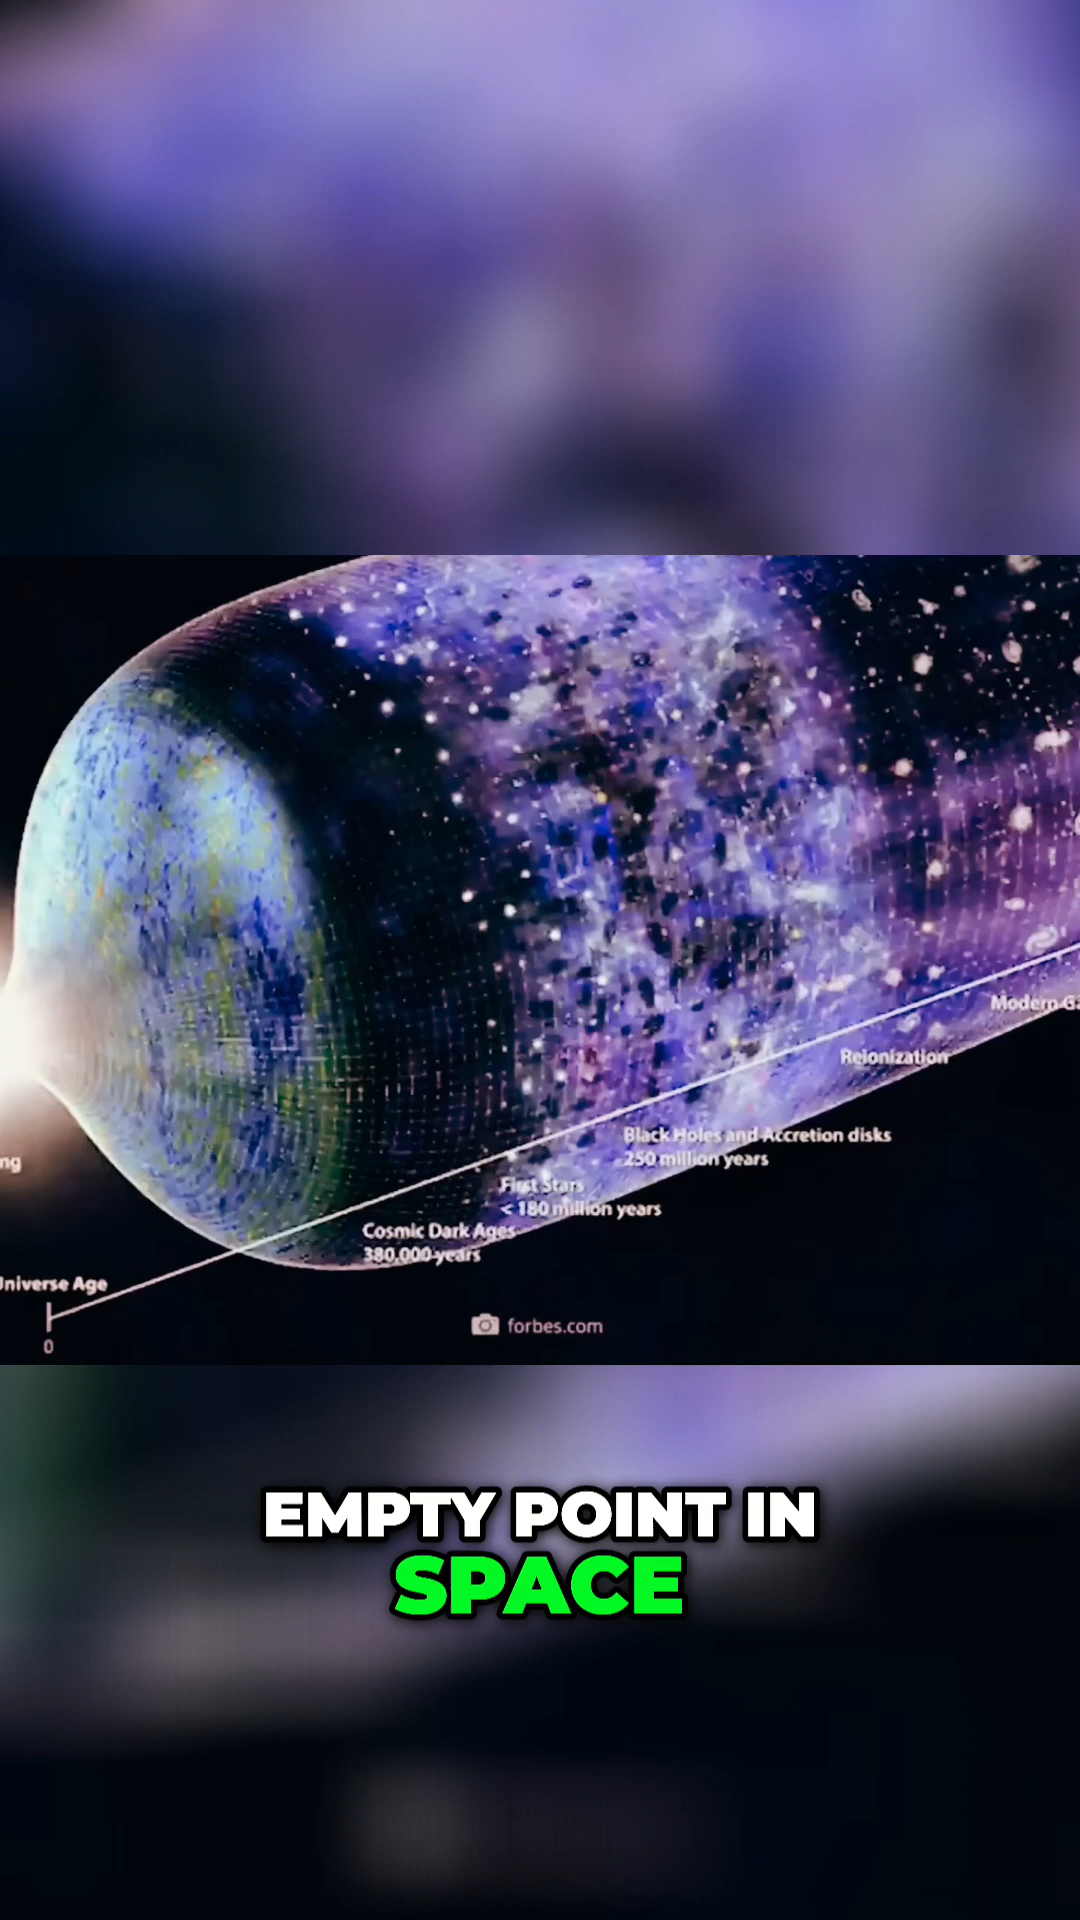 ng
Modern Ga
Reionization
Black Holes and Accretion disks
250 million years
First Stars
< 180 million years
Cosmic Dark Ages
380,000 years
Universe Age
0
forbes.com
EMPTY POINT IN
SPACE